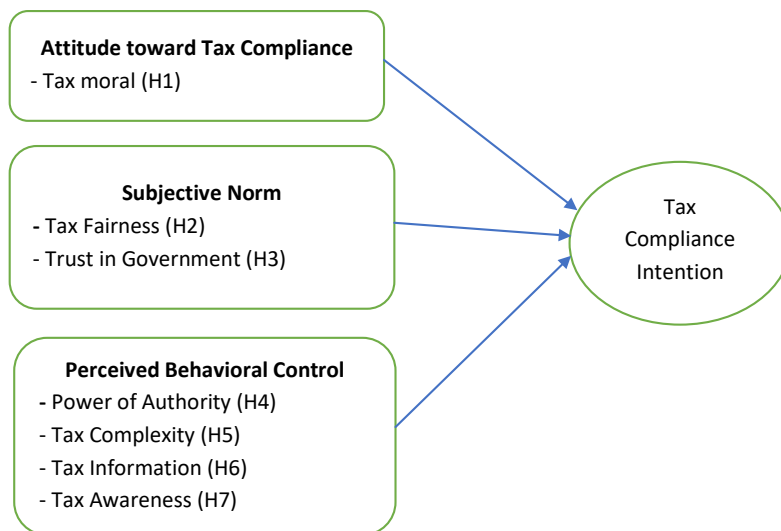 Attitude toward Tax Compliance
- Tax moral (H1)
Subjective Norm
- Tax Fairness (H2)
- Trust in Government (H3)
Perceived Behavioral Control
- Power of Authority (H4)
- Tax Complexity (H5)
- Tax Information (H6)
- Tax Awareness (H7)
Tax
Compliance
Intention